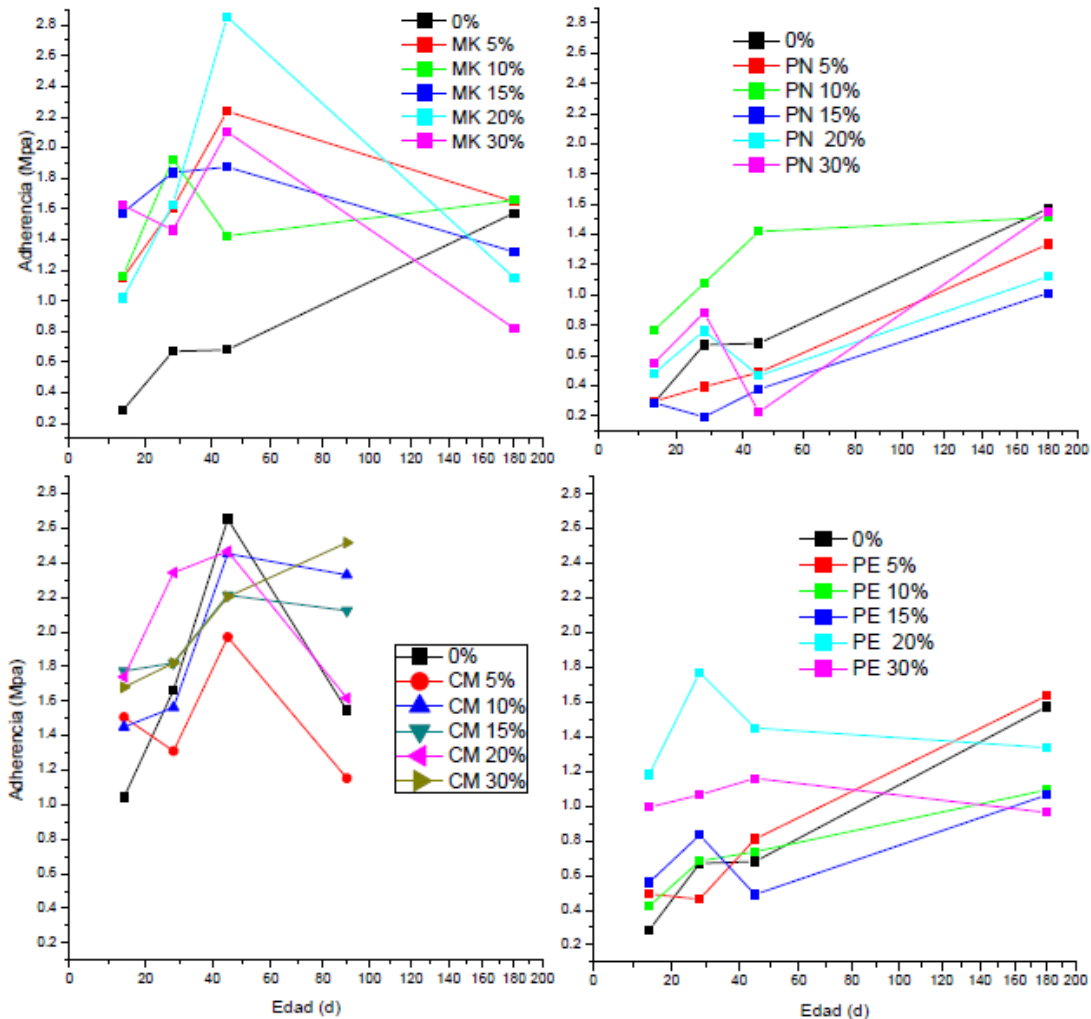 2.8
2.6
2.4
2.2
2.0
1.8
1.6
1.4
1.2
1.0
0.8
0.6
0.4
0.2
Adherencia (Mpa)
0%
MK 5%
MK 10%
MK 15%
MK 20%
MK 30%
0 20 40 60 80 100 120 140 160 180 200
2.8
2.6
2.4
2.2
2.0
1.8
1.6
1.4
1.2
1.0
0.8
0.6
0.4
0.2
Adherencia (Mpa)
0%
PN 5%
PN 10%
PN 15%
PN 20%
PN 30%
0 20 40 60 80 100 120 140 160 180 200
2.8
2.6
2.4
2.2
2.0
1.8
1.6
1.4
1.2
1.0
0.8
0.6
0.4
0.2
Adherencia (Mpa)
0%
CM 5%
CM 10%
CM 15%
CM 20%
CM 30%
0 20 40 60 80 100 120 140 160 180 200
Edad (d)
2.8
2.6
2.4
2.2
2.0
1.8
1.6
1.4
1.2
1.0
0.8
0.6
0.4
0.2
0%
PE 5%
PE 10%
PE 15%
PE 20%
PE 30%
0 20 40 60 80 100 120 140 160 180 200
Edad (d)